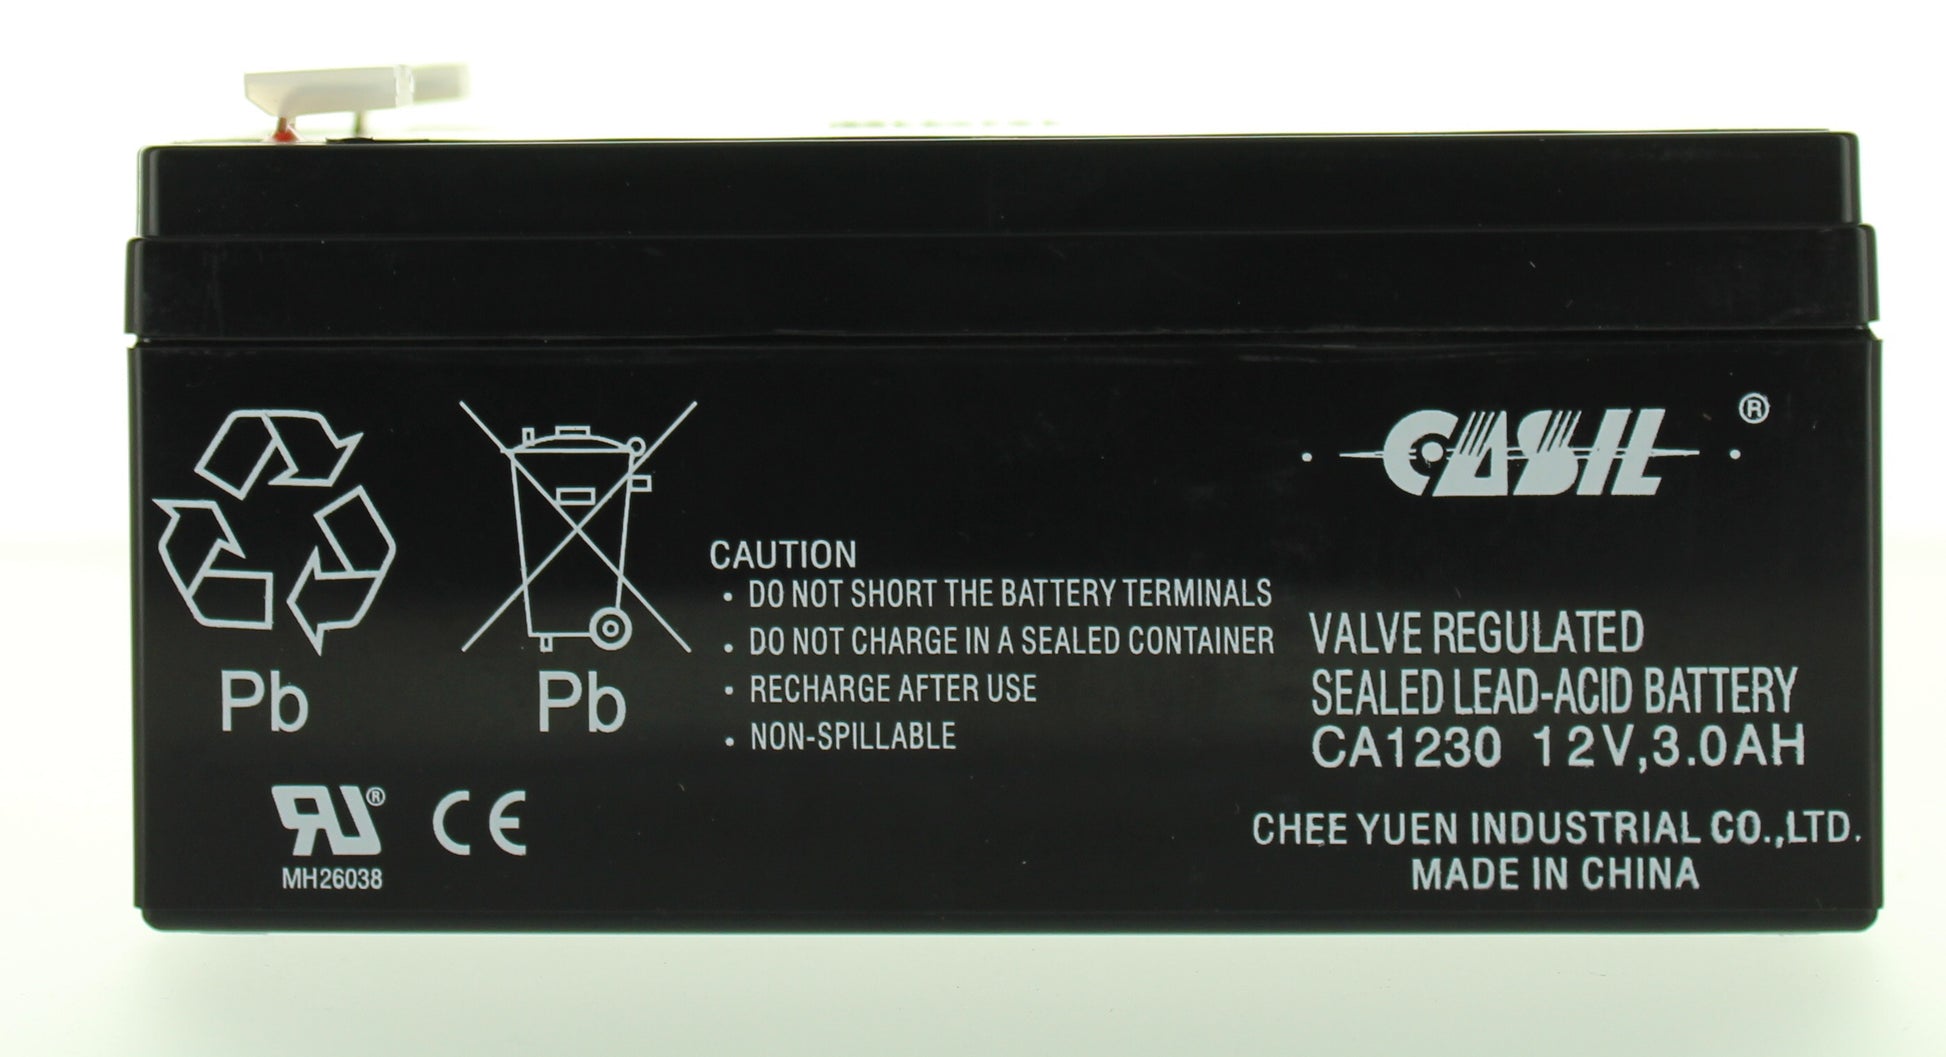 CASIL ®
CAUTION
• DO NOT SHORT THE BATTERY TERMINALS
• DO NOT CHARGE IN A SEALED CONTAINER
• RECHARGE AFTER USE
• NON-SPILLABLE
VALVE REGULATED
SEALED LEAD-ACID BATTERY
CA1230 12V,3.0AH
Pb
Pb
RU®
CE
MH26038
CHEE YUEN INDUSTRIAL CO.,LTD.
MADE IN CHINA